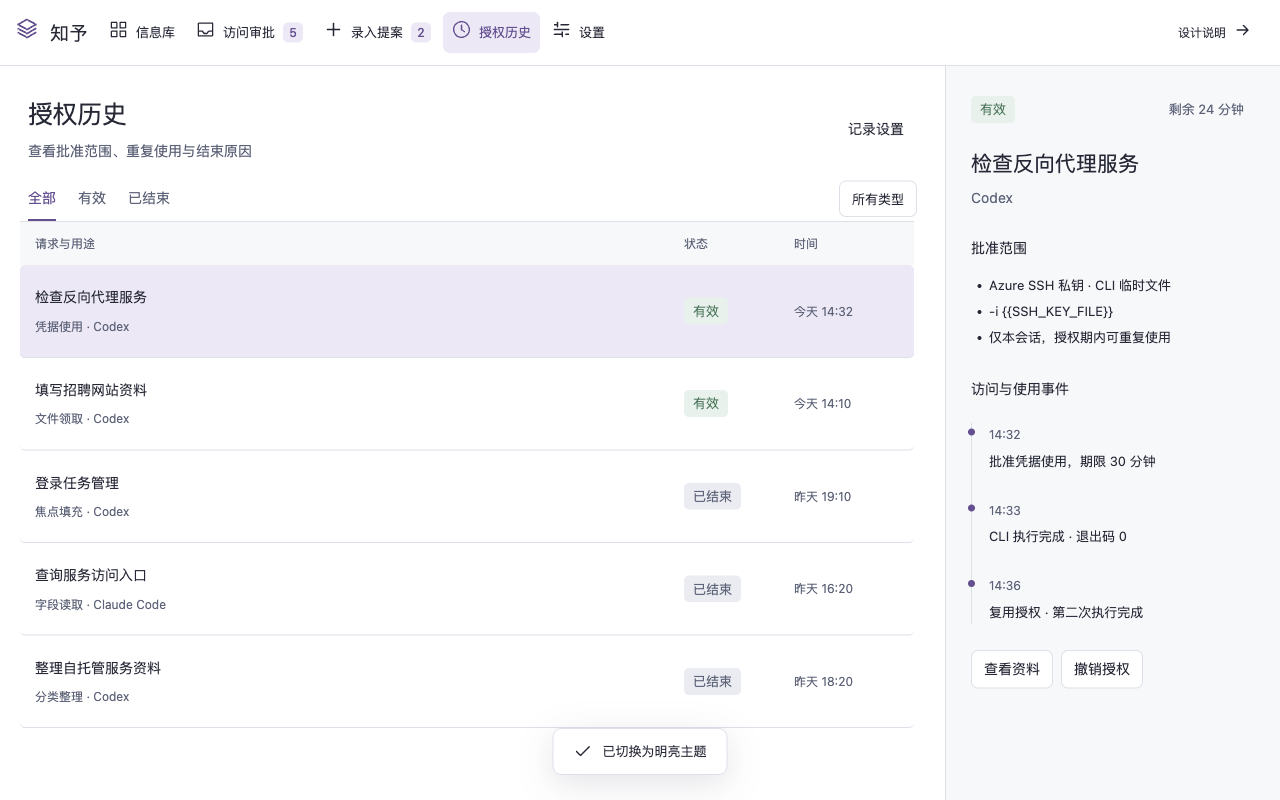 知予
信息库
访问审批 5
录入提案 2
授权历史
设置
设计说明
授权历史
查看批准范围、重复使用与结束原因
记录设置
全部
有效
已结束
所有类型
请求与用途
状态
时间
检查反向代理服务
凭据使用 · Codex
有效
今天 14:32
填写招聘网站资料
文件领取 · Codex
有效
今天 14:10
登录任务管理
焦点填充 · Codex
已结束
昨天 19:10
查询服务访问入口
字段读取 · Claude Code
已结束
昨天 16:20
整理自托管服务资料
分类整理 · Codex
已结束
昨天 18:20
有效
剩余 24 分钟
检查反向代理服务
Codex
批准范围
• Azure SSH 私钥 · CLI 临时文件
• -i {{SSH_KEY_FILE}}
• 仅本会话，授权期内可重复使用
访问与使用事件
14:32
批准凭据使用，期限 30 分钟
14:33
CLI 执行完成 · 退出码 0
14:36
复用授权 · 第二次执行完成
查看资料
撤销授权
已切换为明亮主题